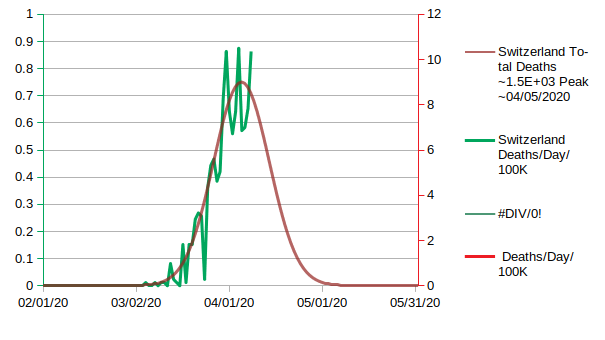 1
0.9
0.8
0.7
0.6
0.5
0.4
0.3
0.2
0.1
0
12
10
8
6
4
2
0
02/01/20 03/02/20 04/01/20 05/01/20 05/31/20
Switzerland To-
tal Deaths
~1.5E+03 Peak
~04/05/2020
Switzerland
Deaths/Day/
100K
#DIV/0!
Deaths/Day/
100K